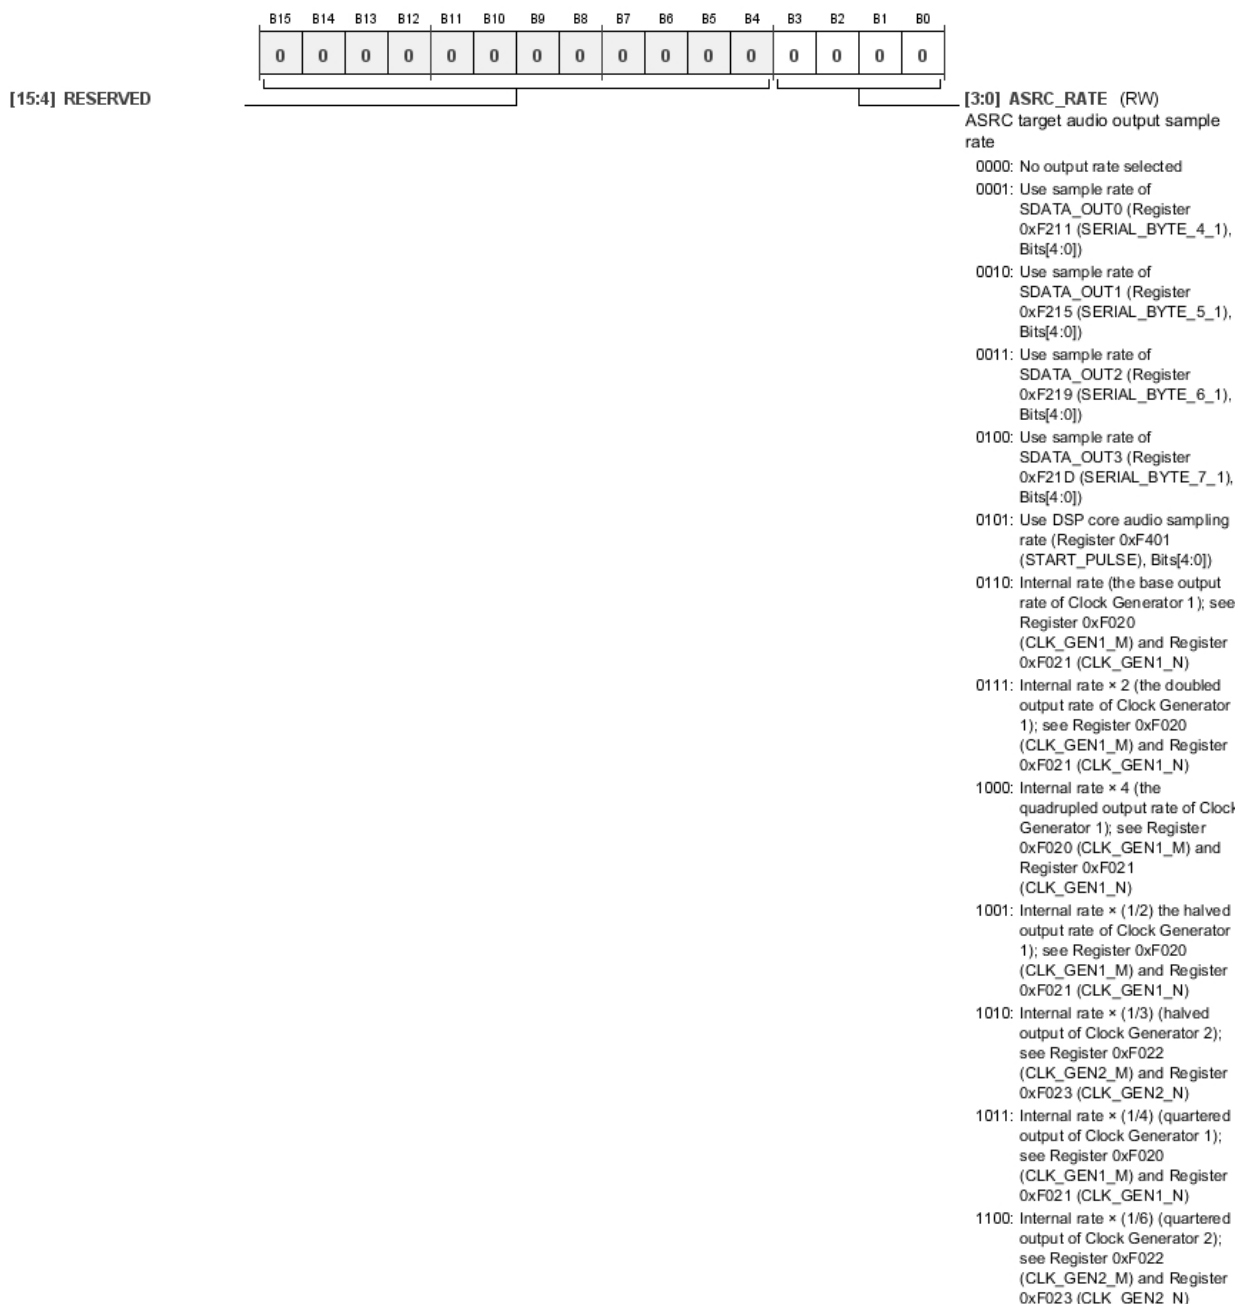 B15 B14 B13 B12 B11 B10 B9 B8 B7 B6 B5 B4 B3 B2 B1 B0
0 0 0 0 0 0 0 0 0 0 0 0 0 0 0 0
[15:4] RESERVED
[3:0] ASRC_RATE (RW)
ASRC target audio output sample
rate
0000: No output rate selected
0001: Use sample rate of
SDATA_OUT0 (Register
0xF211 (SERIAL_BYTE_4_1),
Bits[4:0])
0010: Use sample rate of
SDATA_OUT1 (Register
0xF215 (SERIAL_BYTE_5_1),
Bits[4:0])
0011: Use sample rate of
SDATA_OUT2 (Register
0xF219 (SERIAL_BYTE_6_1),
Bits[4:0])
0100: Use sample rate of
SDATA_OUT3 (Register
0xF21D (SERIAL_BYTE_7_1),
Bits[4:0])
0101: Use DSP core audio sampling
rate (Register 0xF401
(START_PULSE), Bits[4:0])
0110: Internal rate (the base output
rate of Clock Generator 1); see
Register 0xF020
(CLK_GEN1_M) and Register
0xF021 (CLK_GEN1_N)
0111: Internal rate × 2 (the doubled
output rate of Clock Generator
1); see Register 0xF020
(CLK_GEN1_M) and Register
0xF021 (CLK_GEN1_N)
1000: Internal rate × 4 (the
quadrupled output rate of Clock
Generator 1); see Register
0xF020 (CLK_GEN1_M) and
Register 0xF021
(CLK_GEN1_N)
1001: Internal rate × (1/2) the halved
output rate of Clock Generator
1); see Register 0xF020
(CLK_GEN1_M) and Register
0xF021 (CLK_GEN1_N)
1010: Internal rate × (1/3) (halved
output of Clock Generator 2);
see Register 0xF022
(CLK_GEN2_M) and Register
0xF023 (CLK_GEN2_N)
1011: Internal rate × (1/4) (quartered
output of Clock Generator 1);
see Register 0xF020
(CLK_GEN1_M) and Register
0xF021 (CLK_GEN1_N)
1100: Internal rate × (1/6) (quartered
output of Clock Generator 2);
see Register 0xF022
(CLK_GEN2_M) and Register
0xF023 (CLK_GEN2_N)